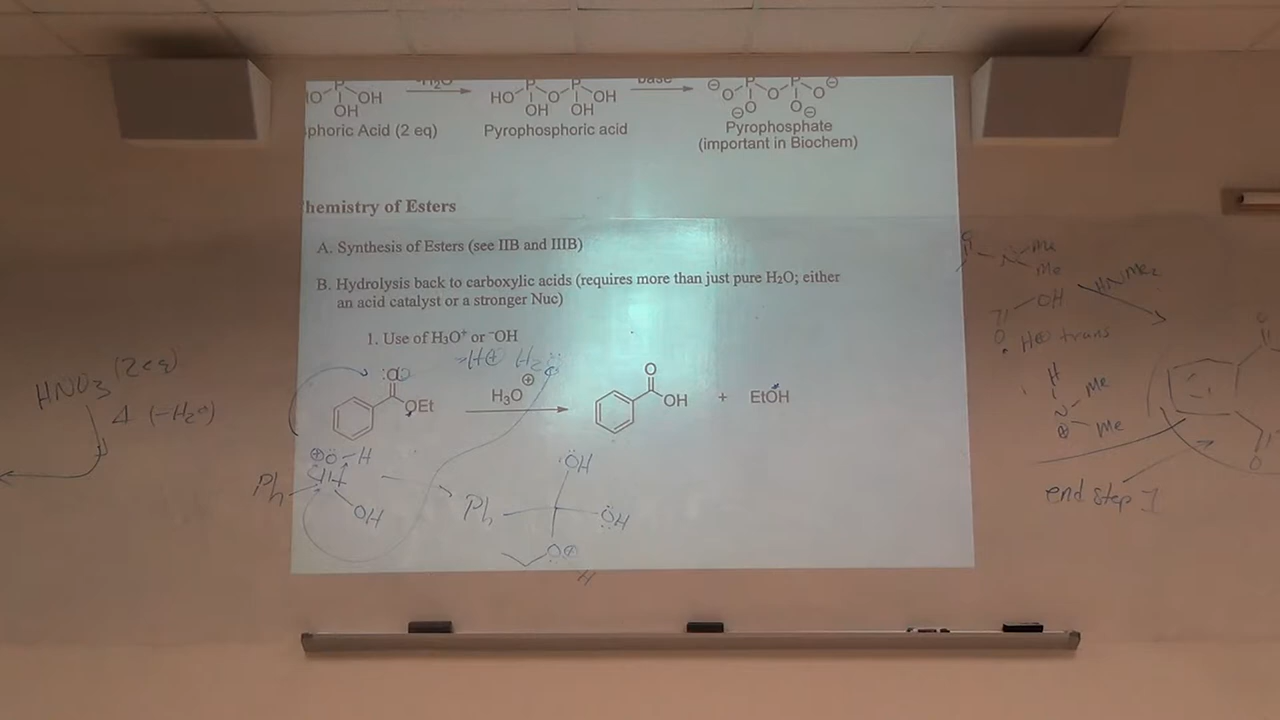 OH
OH
HO
OH
OH
OH
Pyrophosphoric acid
Pyrophosphate
(important in Biochem)
phoric Acid (2 eq)
hemistry of Esters
A. Synthesis of Esters (see IIB and IIIB)
B. Hydrolysis back to carboxylic acids (requires more than just pure H₂O; either
an acid catalyst or a stronger Nuc)
1. Use of H₃O⁺ or ⁻OH
H⊕ H₂O
O
OEt
H₃O⊕
O
OH
+ EtOH
⊕O–H
Ph
OH
OH
Ph
OH
O⊕
H
HNO₃ (2eq)
Δ (-H₂O)
N Me
Me
HNMe₂
OH
O
H⊕ trans
H
N Me
⊕ Me
O
O
end step 1